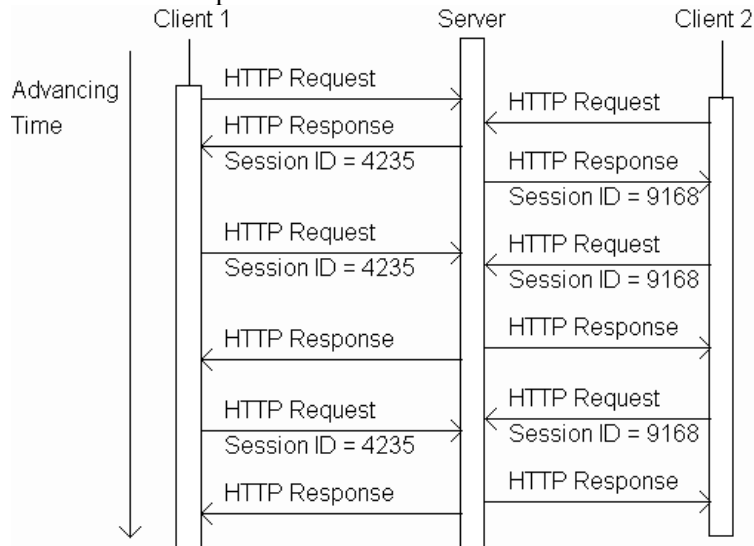 Client 1
Server
Client 2
Advancing
Time
HTTP Request
HTTP Request
HTTP Response
Session ID = 4235
HTTP Response
Session ID = 9168
HTTP Request
Session ID = 4235
HTTP Request
Session ID = 9168
HTTP Response
HTTP Response
HTTP Request
Session ID = 4235
HTTP Request
Session ID = 9168
HTTP Response
HTTP Response